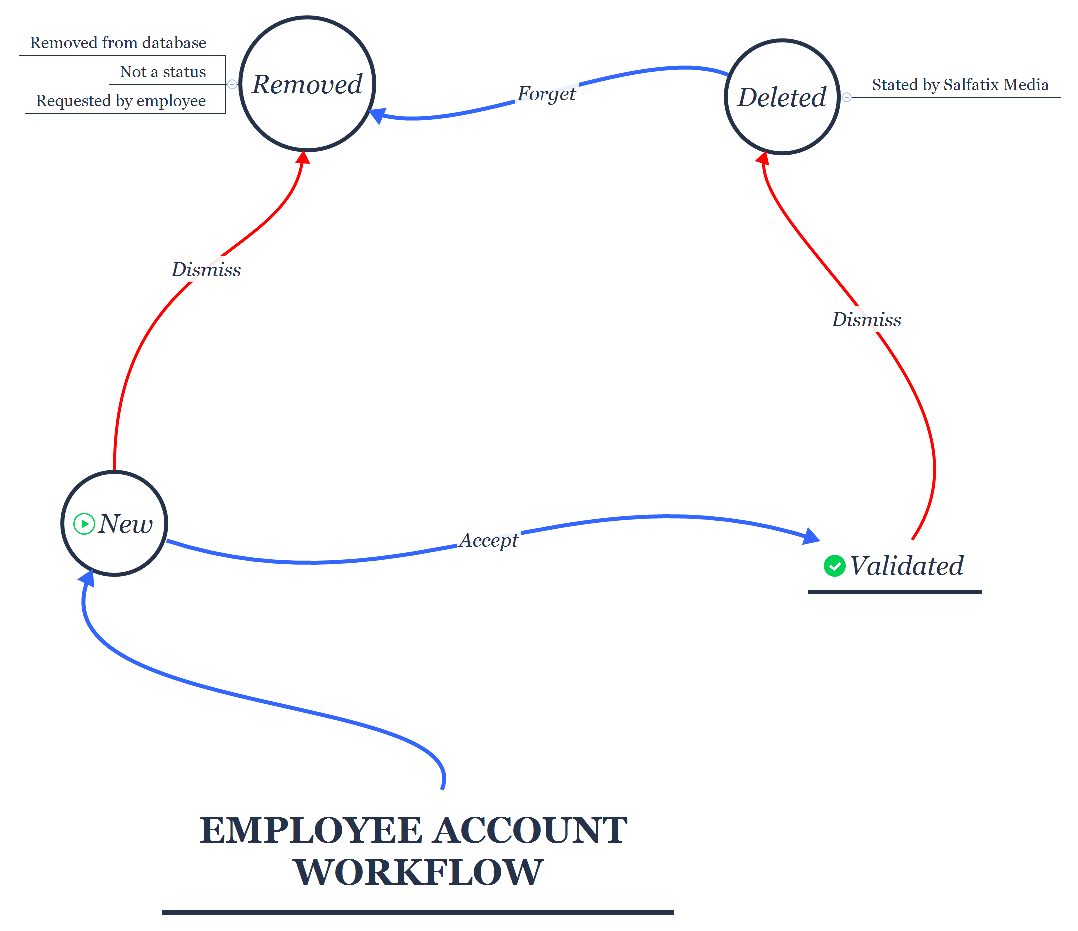 Removed from database
Not a status
Requested by employee
Removed
Forget
Deleted
Stated by Salfatix Media
Dismiss
Dismiss
New
Accept
Validated
EMPLOYEE ACCOUNT
WORKFLOW